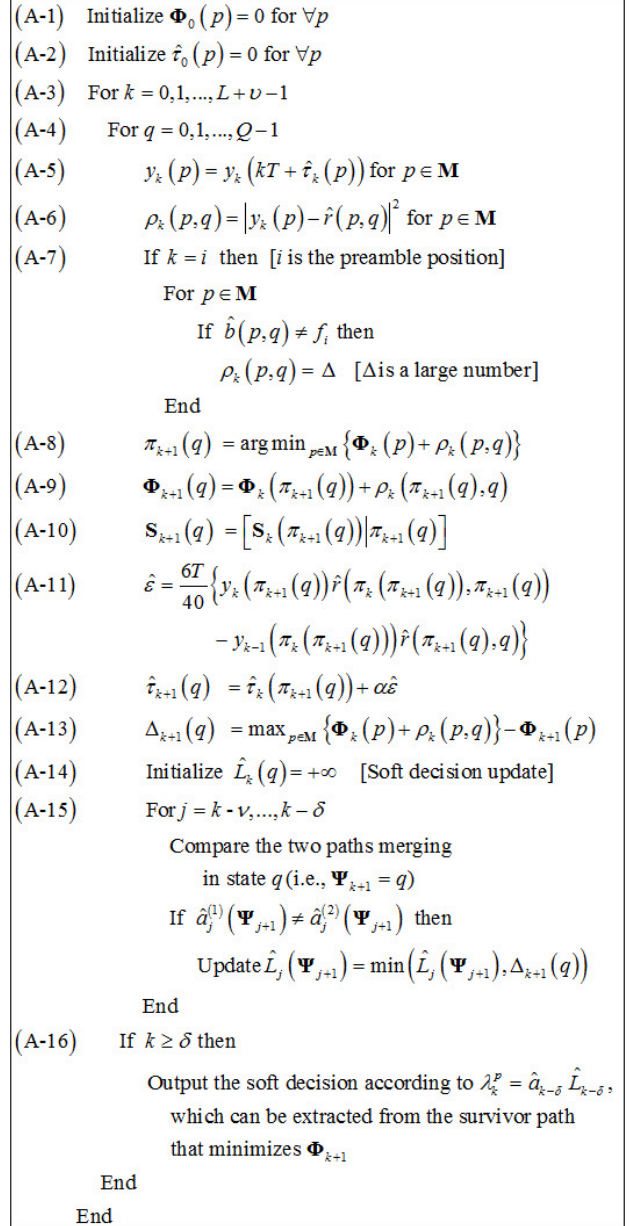 (A-1) Initialize Φ₀(p) = 0 for ∀p
(A-2) Initialize τ̂₀(p) = 0 for ∀p
(A-3) For k = 0,1,...,L+υ−1
(A-4) For q = 0,1,...,Q−1
(A-5) yₖ(p) = yₖ(kT + τ̂ₖ(p)) for p ∈ M
(A-6) ρₖ(p,q) = |yₖ(p) − r̂(p,q)|² for p ∈ M
(A-7) If k = i then [i is the preamble position]
For p ∈ M
If b̂(p,q) ≠ fᵢ then
ρₖ(p,q) = Δ [Δis a large number]
End
(A-8) πₖ₊₁(q) = arg min_{p∈M} {Φₖ(p) + ρₖ(p,q)}
(A-9) Φₖ₊₁(q) = Φₖ(πₖ₊₁(q)) + ρₖ(πₖ₊₁(q),q)
(A-10) Sₖ₊₁(q) = [Sₖ(πₖ₊₁(q))|πₖ₊₁(q)]
(A-11) ε̂ = 6T/40 {yₖ(πₖ₊₁(q)) r̂(πₖ(πₖ₊₁(q)),πₖ₊₁(q))
− yₖ₋₁(πₖ(πₖ₊₁(q))) r̂(πₖ₊₁(q),q)}
(A-12) τ̂ₖ₊₁(q) = τ̂ₖ(πₖ₊₁(q)) + αε̂
(A-13) Δₖ₊₁(q) = max_{p∈M} {Φₖ(p) + ρₖ(p,q)} − Φₖ₊₁(p)
(A-14) Initialize L̂ₖ(q) = +∞ [Soft decision update]
(A-15) For j = k - ν,...,k − δ
Compare the two paths merging
in state q (i.e., Ψₖ₊₁ = q)
If âⱼ⁽¹⁾(Ψⱼ₊₁) ≠ âⱼ⁽²⁾(Ψⱼ₊₁) then
Update L̂ⱼ(Ψⱼ₊₁) = min(L̂ⱼ(Ψⱼ₊₁), Δₖ₊₁(q))
End
(A-16) If k ≥ δ then
Output the soft decision according to λₖᵖ = â_{k−δ} L̂_{k−δ},
which can be extracted from the survivor path
that minimizes Φₖ₊₁
End
End